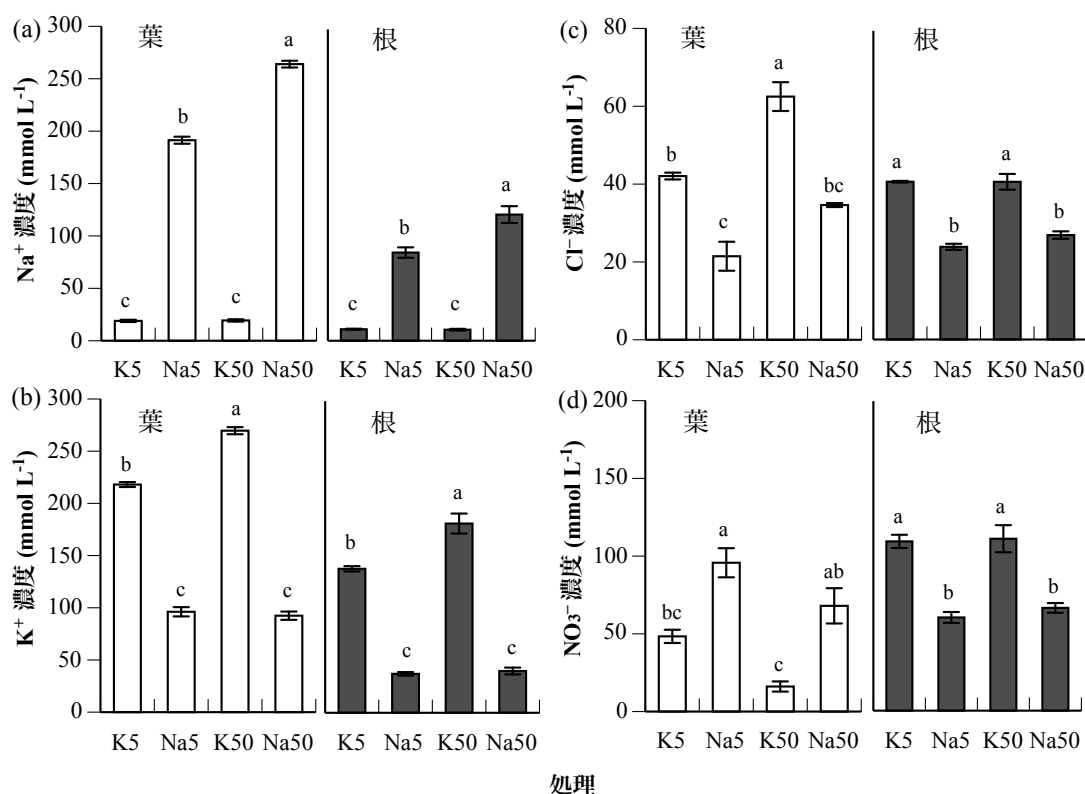 (a)
葉
根
Na⁺ 濃度 (mmol L⁻¹)
300
250
200
150
100
50
0
c
b
c
a
c
b
c
a
K5
Na5
K50
Na50
K5
Na5
K50
Na50
(c)
葉
根
Cl⁻濃度 (mmol L⁻¹)
80
60
40
20
0
b
c
a
bc
a
b
a
b
K5
Na5
K50
Na50
K5
Na5
K50
Na50
(b)
葉
根
K⁺ 濃度 (mmol L⁻¹)
300
250
200
150
100
50
0
b
c
a
c
b
c
a
c
K5
Na5
K50
Na50
K5
Na5
K50
Na50
(d)
葉
根
NO₃⁻ 濃度 (mmol L⁻¹)
200
150
100
50
0
bc
a
c
ab
a
b
a
b
K5
Na5
K50
Na50
K5
Na5
K50
Na50
処理